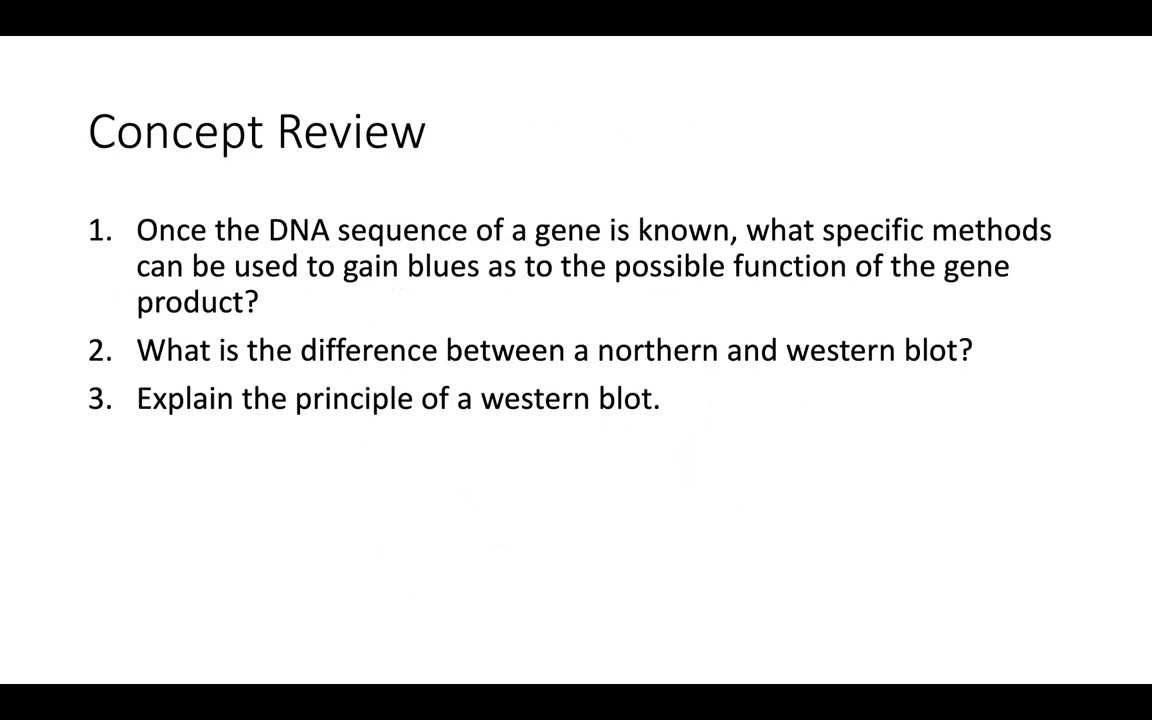 Concept Review
1. Once the DNA sequence of a gene is known, what specific methods
can be used to gain blues as to the possible function of the gene
product?
2. What is the difference between a northern and western blot?
3. Explain the principle of a western blot.